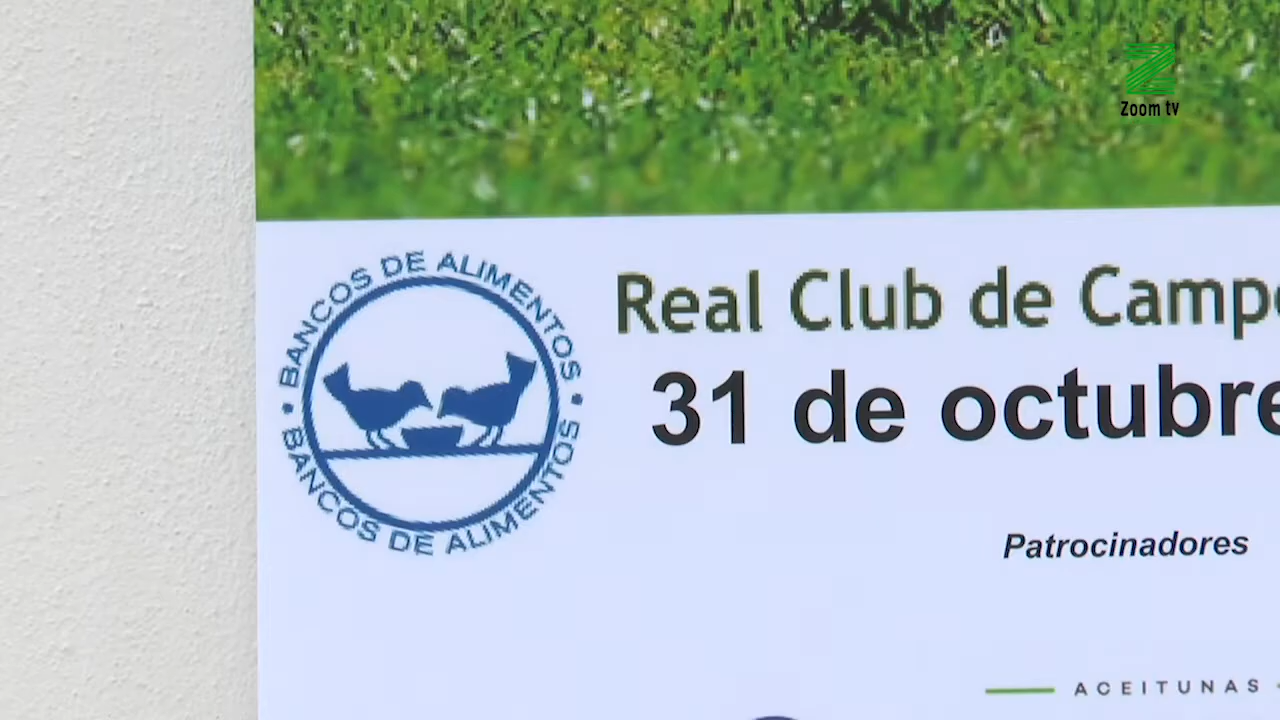 Zoom tv
BANCOS DE ALIMENTOS
BANCOS DE ALIMENTOS
Real Club de Camp
31 de octubre
Patrocinadores
ACEITUNAS